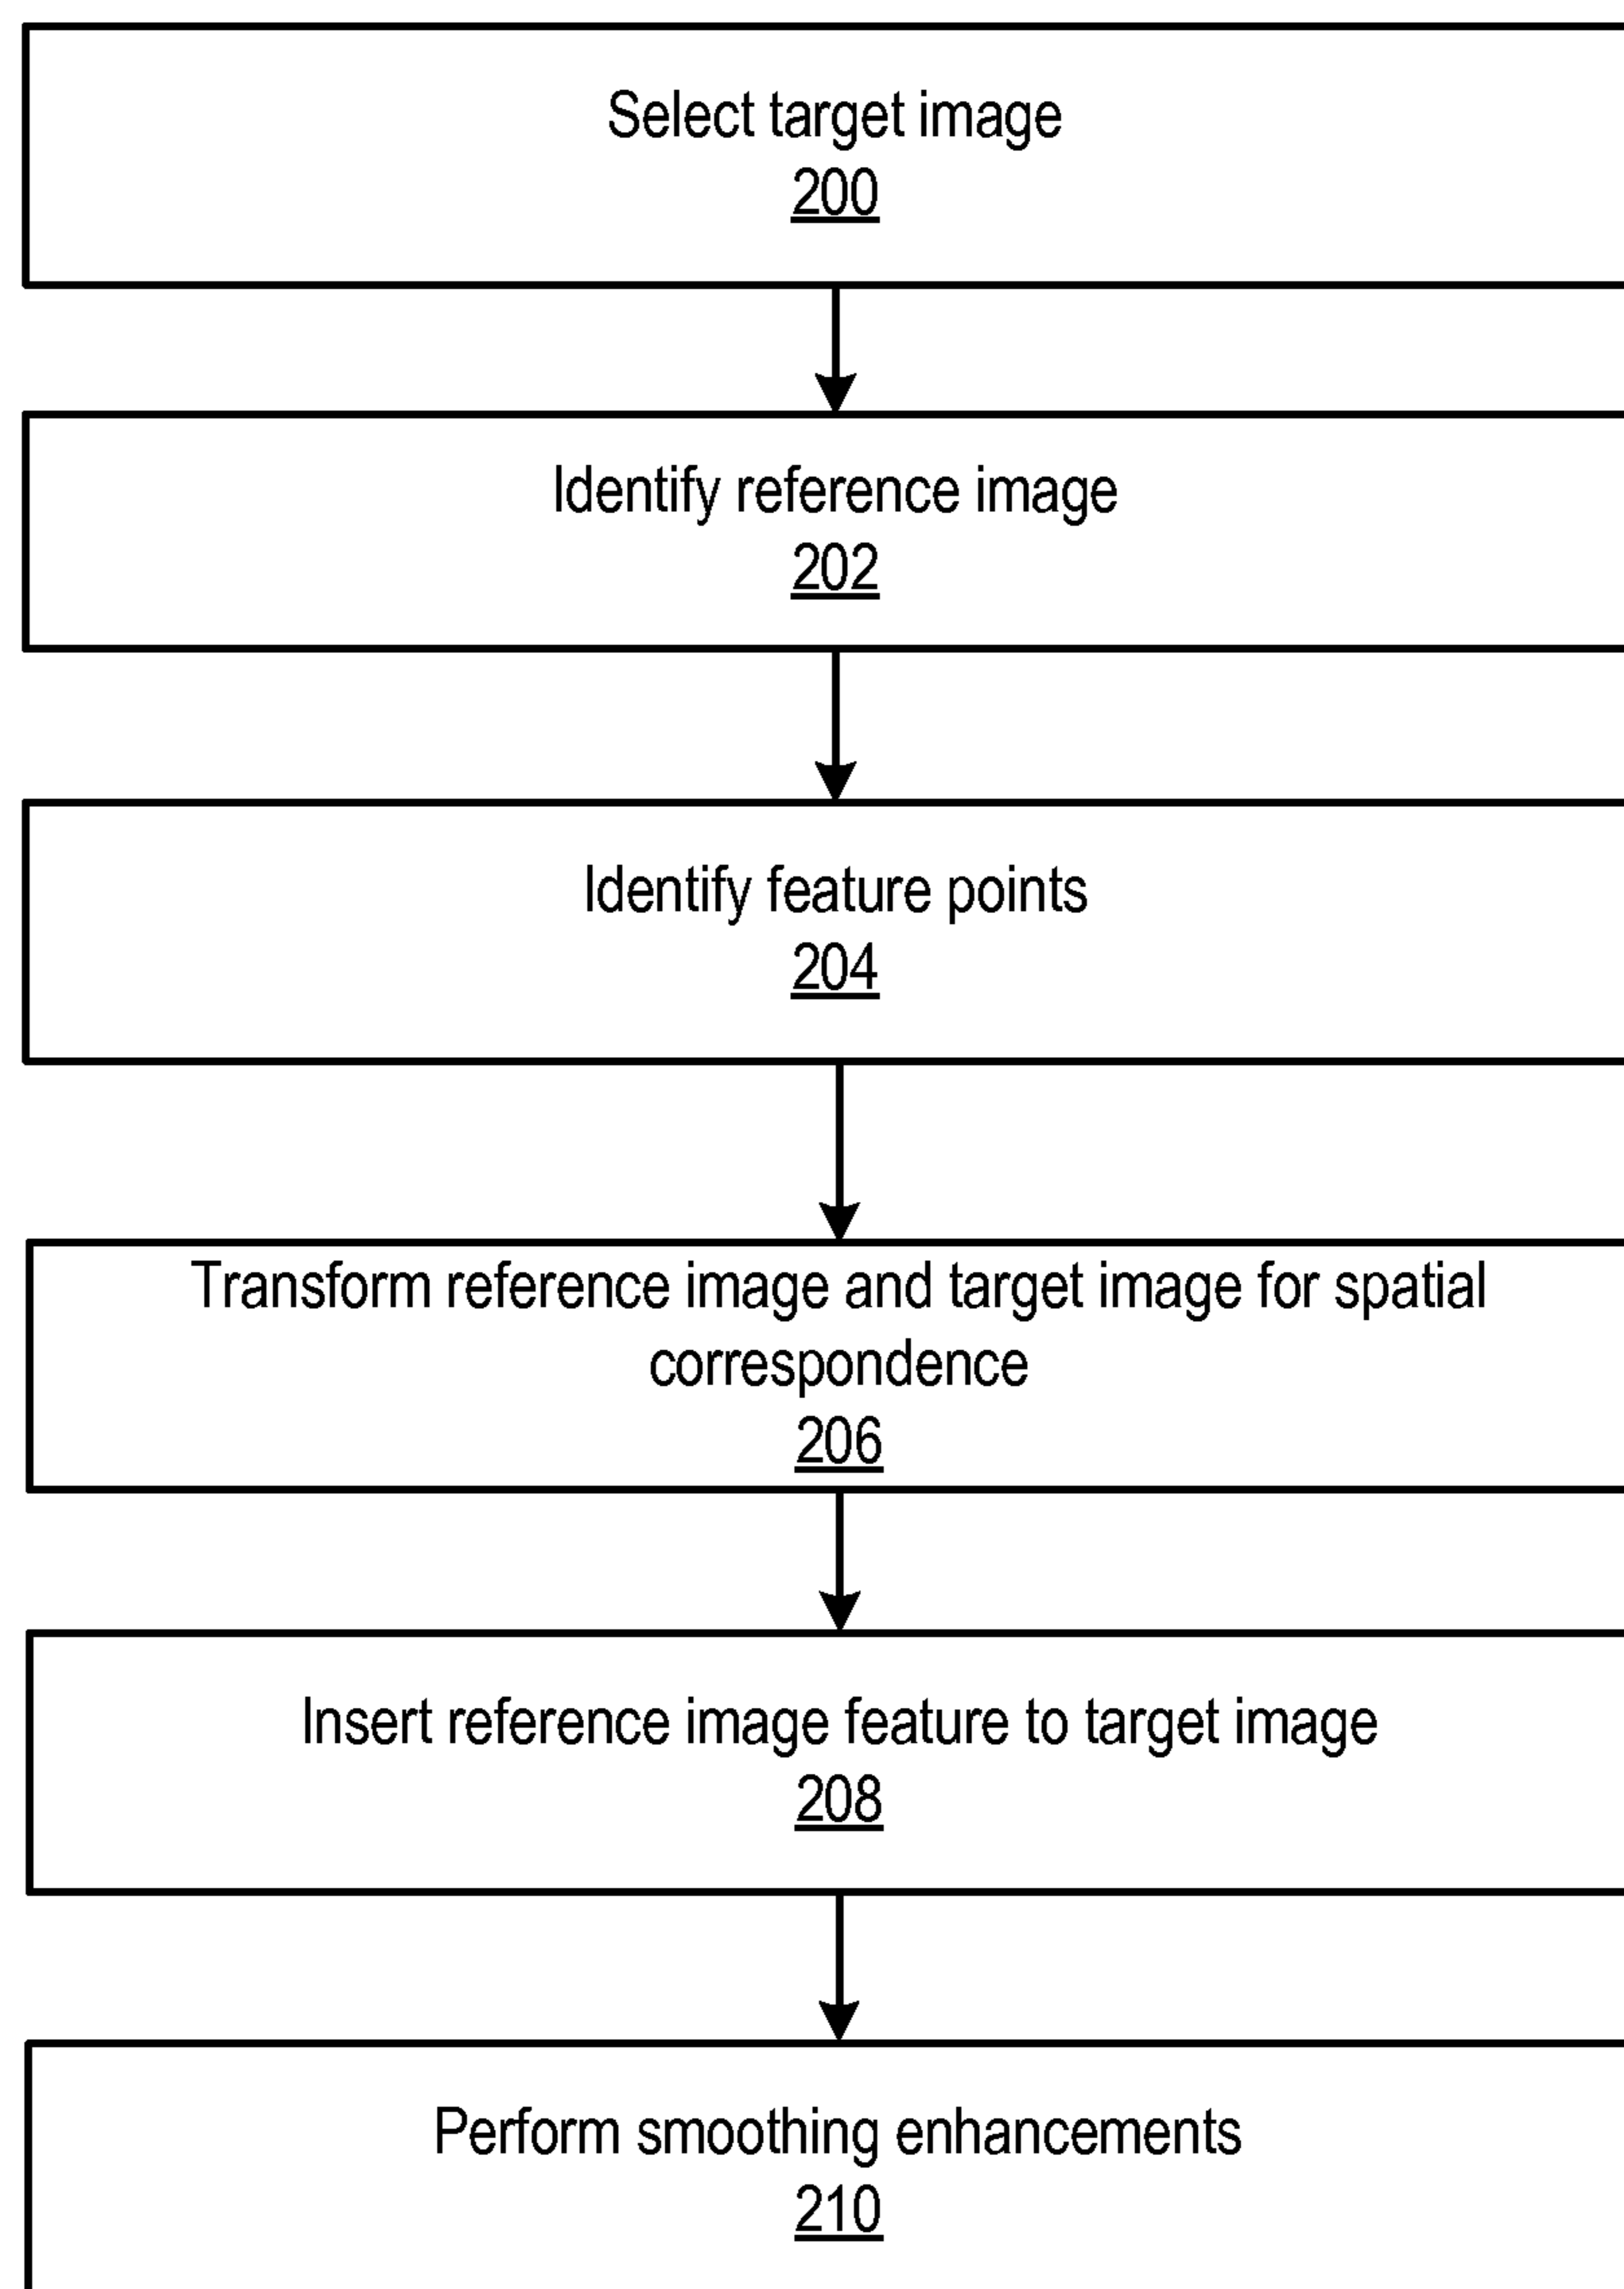 Select target image
200
Identify reference image
202
Identify feature points
204
Transform reference image and target image for spatial
correspondence
206
Insert reference image feature to target image
208
Perform smoothing enhancements
210